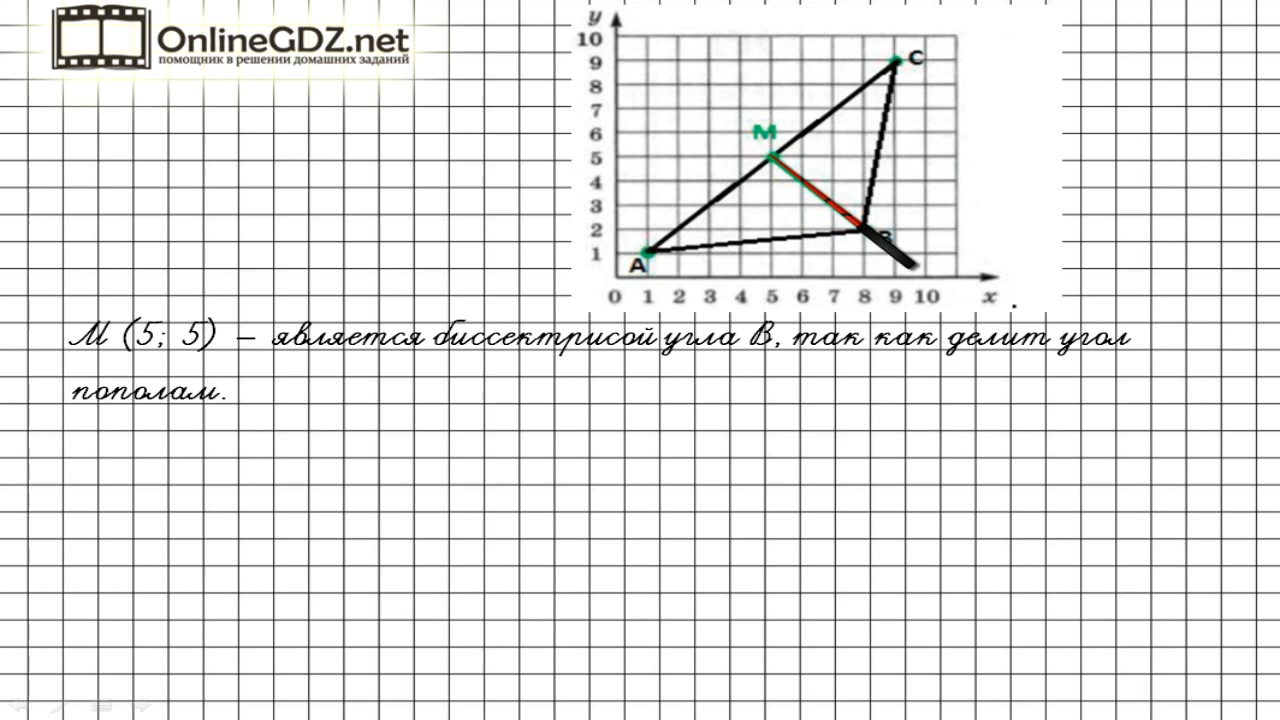 OnlineGDZ.net
помощник в решении домашних заданий
y
10
9
8
7
6
5
4
3
2
1
C
M
A
0 1 2 3 4 5 6 7 8 9 10 x .
M (5; 5) – является биссектрисой угла B, так как делит угол
пополам.